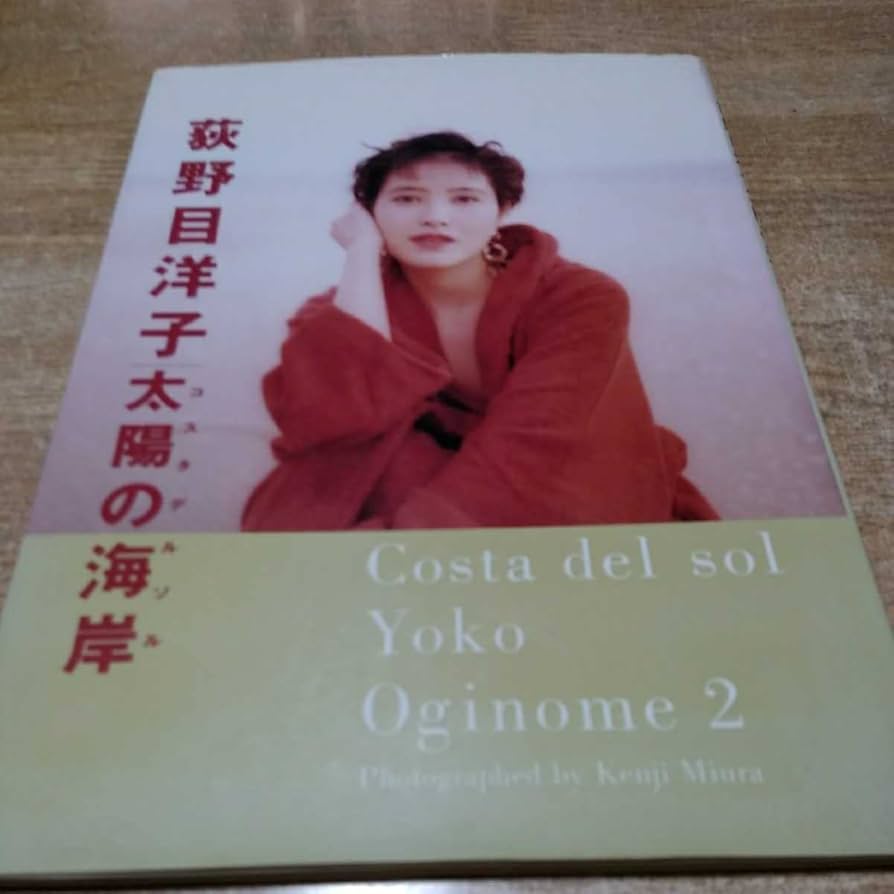 荻野目洋子
太陽の海岸
コスタデルソル
Costa del sol
Yoko
Oginome 2
Photographed by Kenji Miura